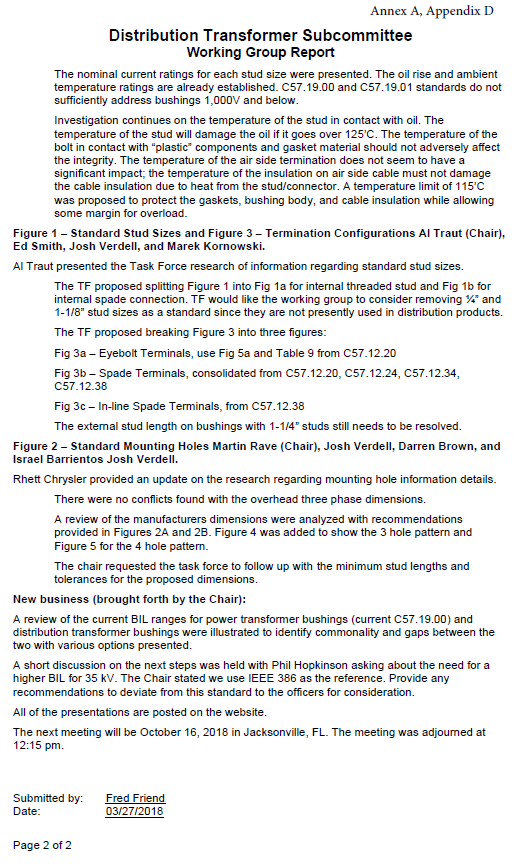 Annex A, Appendix D
Distribution Transformer Subcommittee
Working Group Report
The nominal current ratings for each stud size were presented. The oil rise and ambient
temperature ratings are already established. C57.19.00 and C57.19.01 standards do not
sufficiently address bushings 1,000V and below.
Investigation continues on the temperature of the stud in contact with oil. The
temperature of the stud will damage the oil if it goes over 125'C. The temperature of the
bolt in contact with “plastic” components and gasket material should not adversely affect
the integrity. The temperature of the air side termination does not seem to have a
significant impact; the temperature of the insulation on air side cable must not damage
the cable insulation due to heat from the stud/connector. A temperature limit of 115'C
was proposed to protect the gaskets, bushing body, and cable insulation while allowing
some margin for overload.
Figure 1 – Standard Stud Sizes and Figure 3 – Termination Configurations Al Traut (Chair),
Ed Smith, Josh Verdell, and Marek Kornowski.
Al Traut presented the Task Force research of information regarding standard stud sizes.
The TF proposed splitting Figure 1 into Fig 1a for internal threaded stud and Fig 1b for
internal spade connection. TF would like the working group to consider removing ¾” and
1-1/8” stud sizes as a standard since they are not presently used in distribution products.
The TF proposed breaking Figure 3 into three figures:
Fig 3a – Eyebolt Terminals, use Fig 5a and Table 9 from C57.12.20
Fig 3b – Spade Terminals, consolidated from C57.12.20, C57.12.24, C57.12.34,
C57.12.38
Fig 3c – In-line Spade Terminals, from C57.12.38
The external stud length on bushings with 1-1/4” studs still needs to be resolved.
Figure 2 – Standard Mounting Holes Martin Rave (Chair), Josh Verdell, Darren Brown, and
Israel Barrientos Josh Verdell.
Rhett Chrysler provided an update on the research regarding mounting hole information details.
There were no conflicts found with the overhead three phase dimensions.
A review of the manufacturers dimensions were analyzed with recommendations
provided in Figures 2A and 2B. Figure 4 was added to show the 3 hole pattern and
Figure 5 for the 4 hole pattern.
The chair requested the task force to follow up with the minimum stud lengths and
tolerances for the proposed dimensions.
New business (brought forth by the Chair):
A review of the current BIL ranges for power transformer bushings (current C57.19.00) and
distribution transformer bushings were illustrated to identify commonality and gaps between the
two with various options presented.
A short discussion on the next steps was held with Phil Hopkinson asking about the need for a
higher BIL for 35 kV. The Chair stated we use IEEE 386 as the reference. Provide any
recommendations to deviate from this standard to the officers for consideration.
All of the presentations are posted on the website.
The next meeting will be October 16, 2018 in Jacksonville, FL. The meeting was adjourned at
12:15 pm.
Submitted by: Fred Friend
Date: 03/27/2018
Page 2 of 2